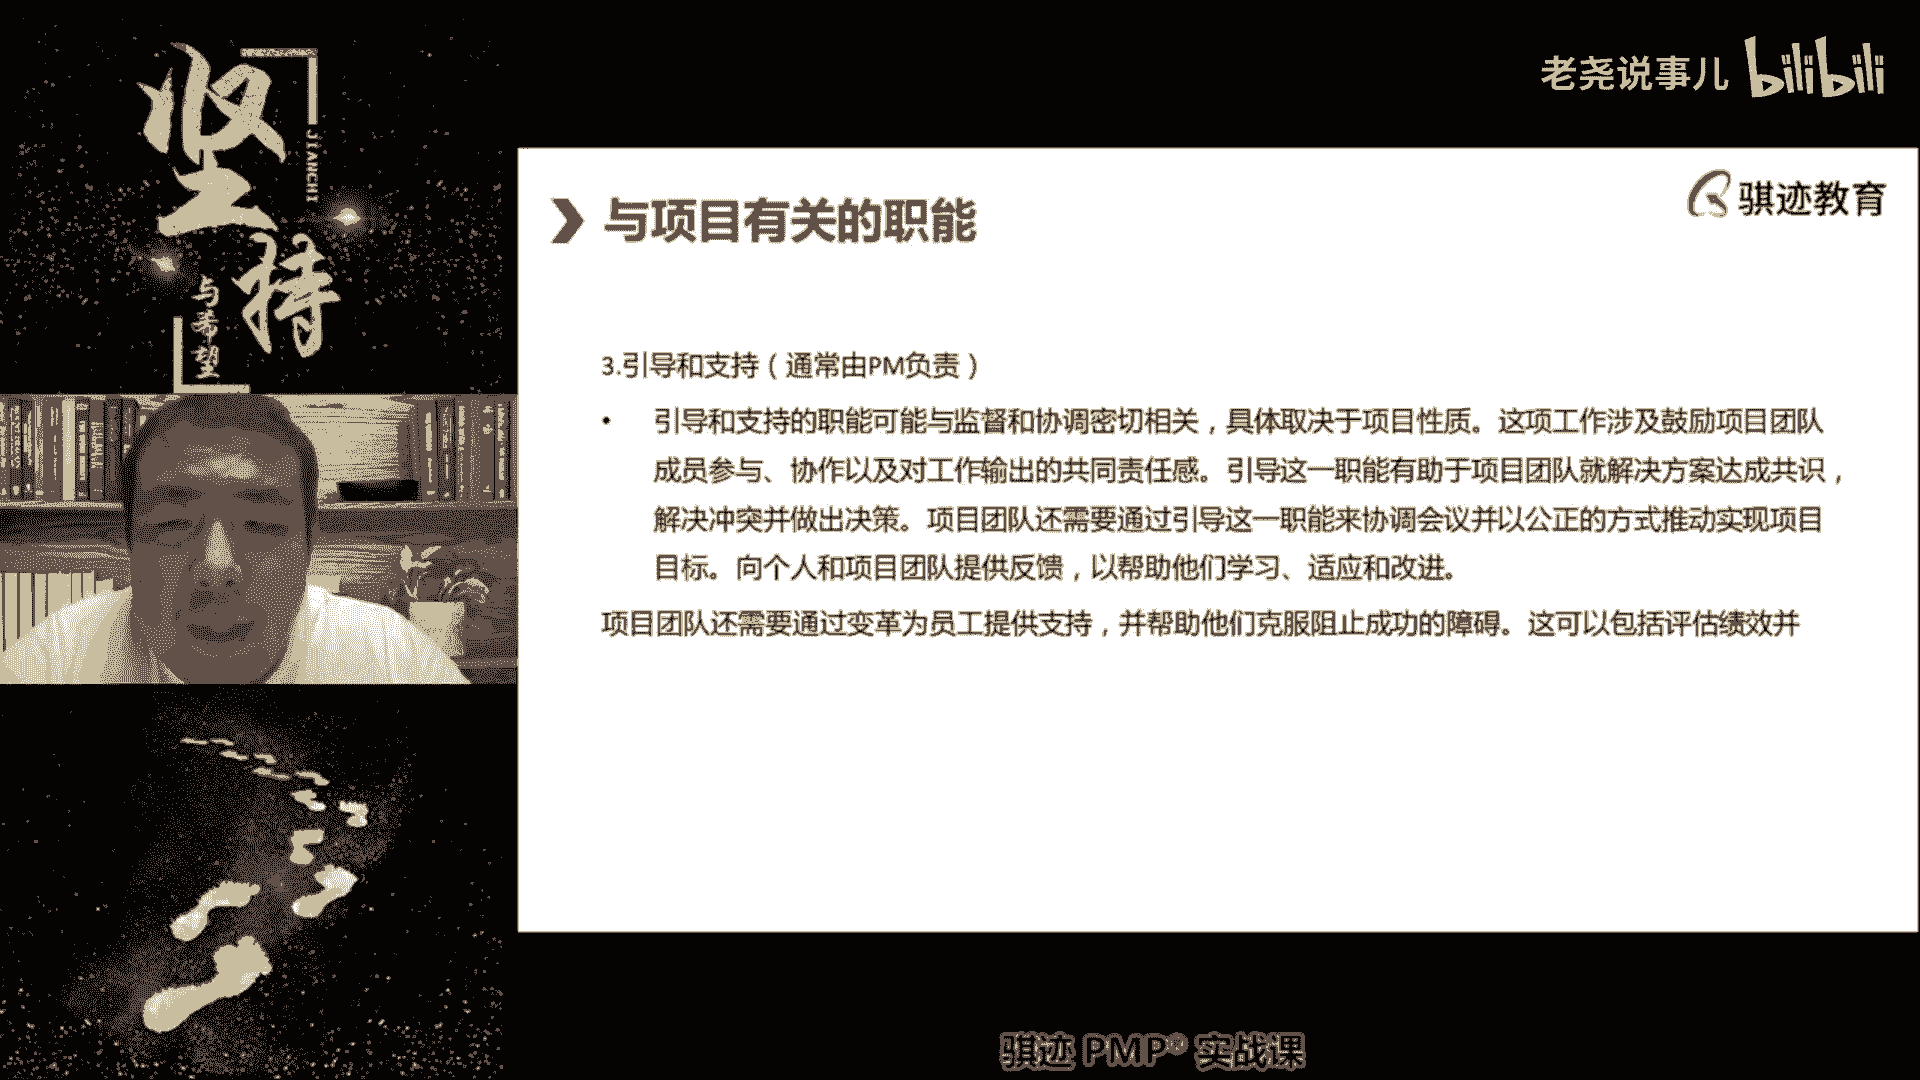 坚持
JIANCHI
与希望
老尧说事儿 bilibili
骐迹教育
与项目有关的职能
3.引导和支持（通常由PM负责）
• 引导和支持的职能可能与监督和协调密切相关，具体取决于项目性质。这项工作涉及鼓励项目团队
成员参与、协作以及对工作输出的共同责任感。引导这一职能有助于项目团队就解决方案达成共识，
解决冲突并做出决策。项目团队还需要通过引导这一职能来协调会议并以公正的方式推动实现项目
目标。向个人和项目团队提供反馈，以帮助他们学习、适应和改进。
项目团队还需要通过变革为员工提供支持，并帮助他们克服阻止成功的障碍。这可以包括评估绩效并
骐迹 PMP® 实战课